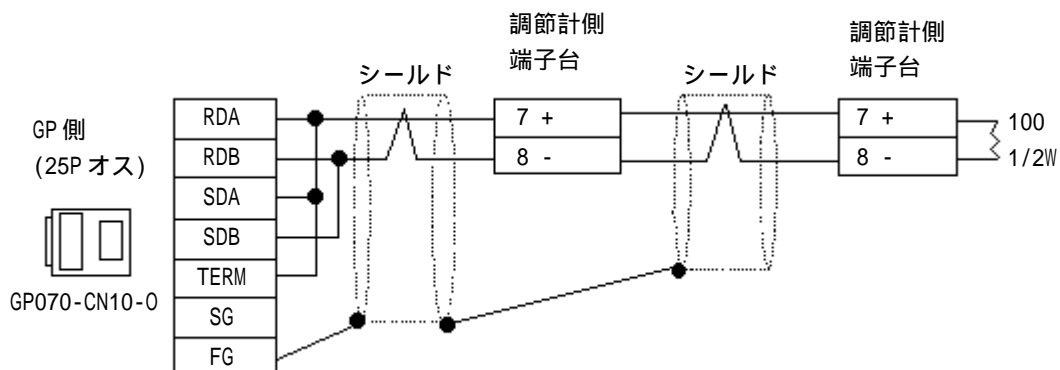 GP 側
(25P オス)
GP070-CN10-O
RDA
RDB
SDA
SDB
TERM
SG
FG
シールド
調節計側
端子台
7 +
8 -
シールド
調節計側
端子台
7 +
8 -
100
1/2W